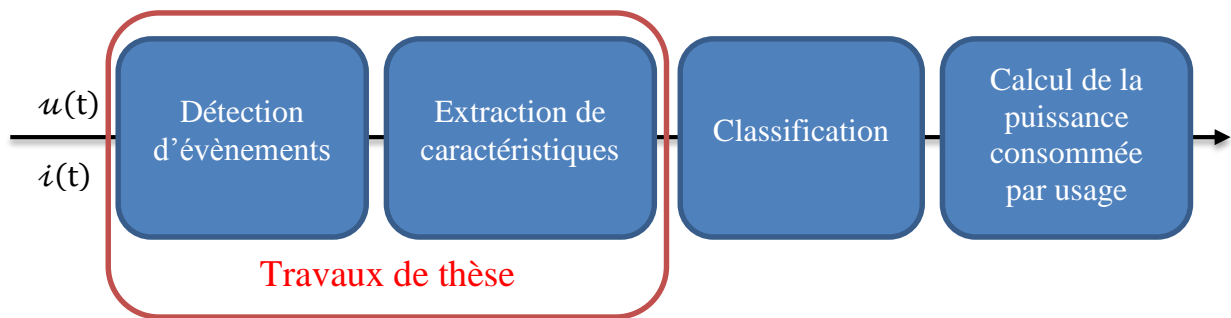 u(t)
i(t)
Détection
d'évènements
Extraction de
caractéristiques
Classification
Calcul de la
puissance
consommée
par usage
Travaux de thèse